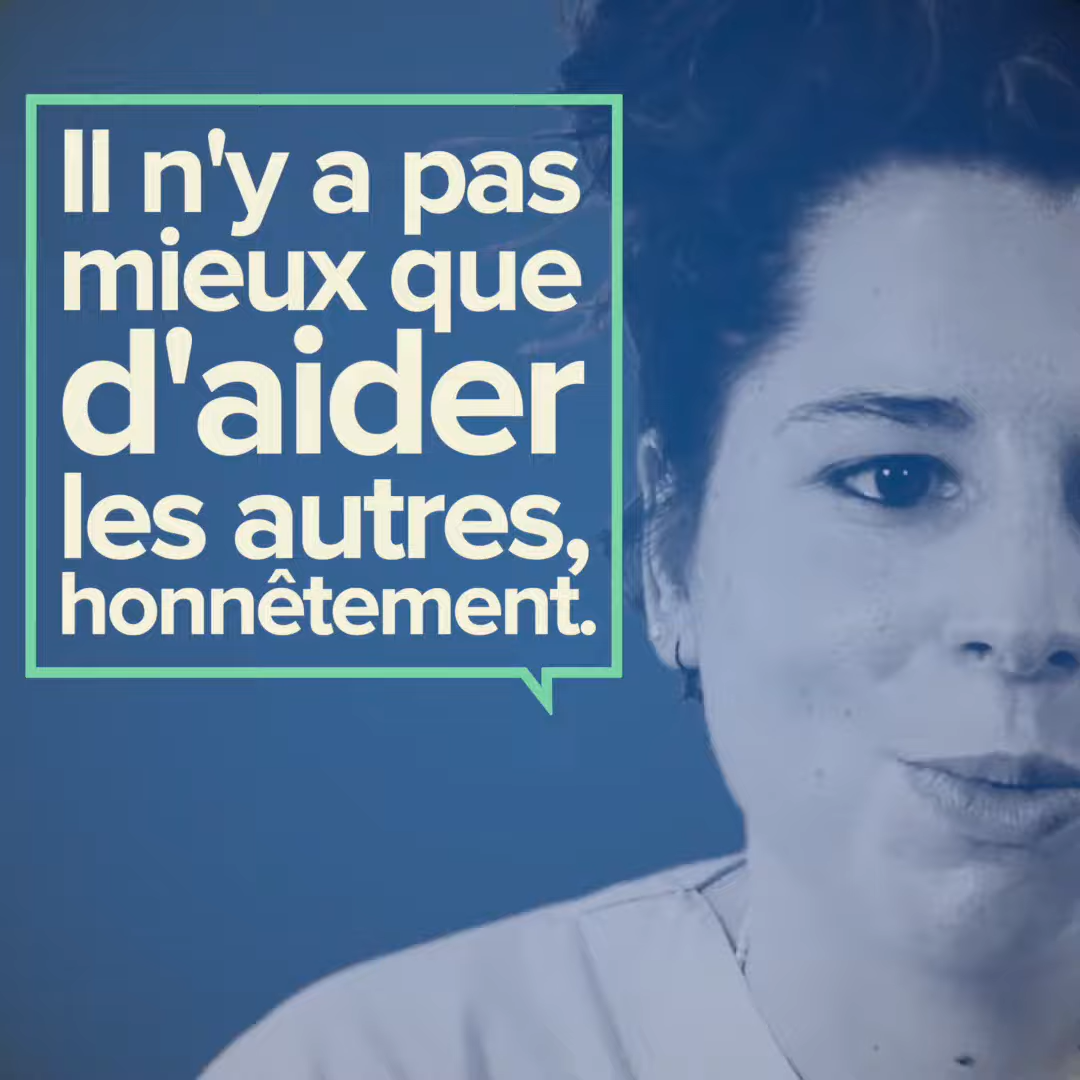 Il n'y a pas
mieux que
d'aider
les autres,
honnêtement.